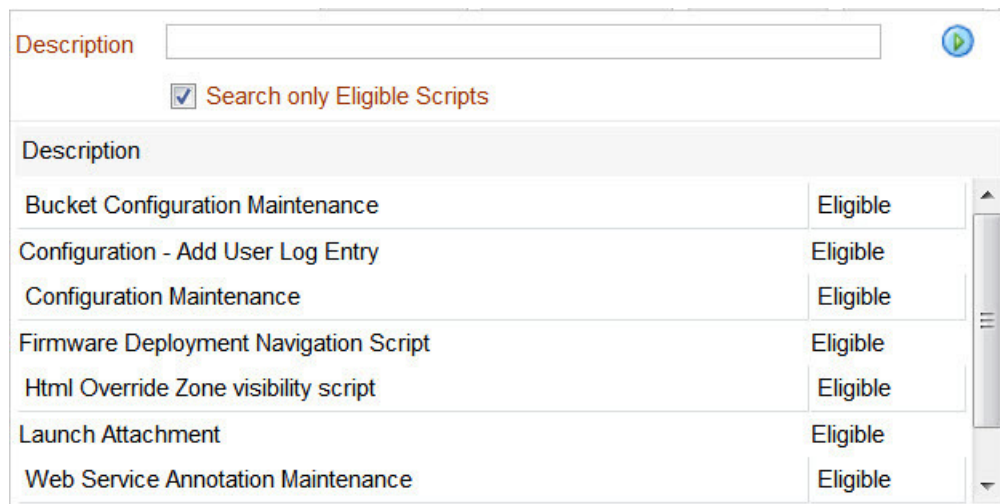 Description
Search only Eligible Scripts
Description
Bucket Configuration Maintenance Eligible
Configuration - Add User Log Entry Eligible
Configuration Maintenance Eligible
Firmware Deployment Navigation Script Eligible
Html Override Zone visibility script Eligible
Launch Attachment Eligible
Web Service Annotation Maintenance Eligible